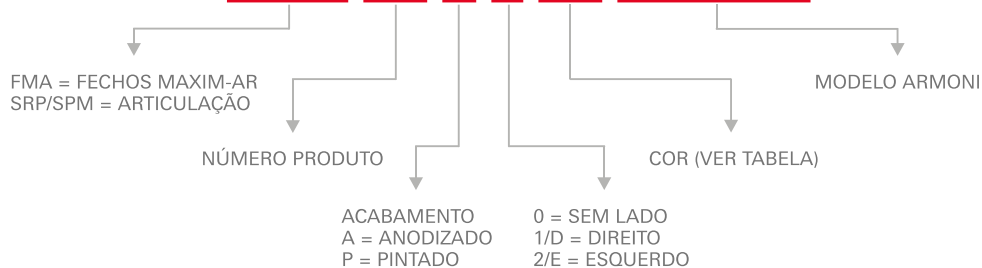 FMA = FECHOS MAXIM-AR
SRP/SPM = ARTICULAÇÃO
MODELO ARMONI
NÚMERO PRODUTO
COR (VER TABELA)
ACABAMENTO
A = ANODIZADO
P = PINTADO
0 = SEM LADO
1/D = DIREITO
2/E = ESQUERDO